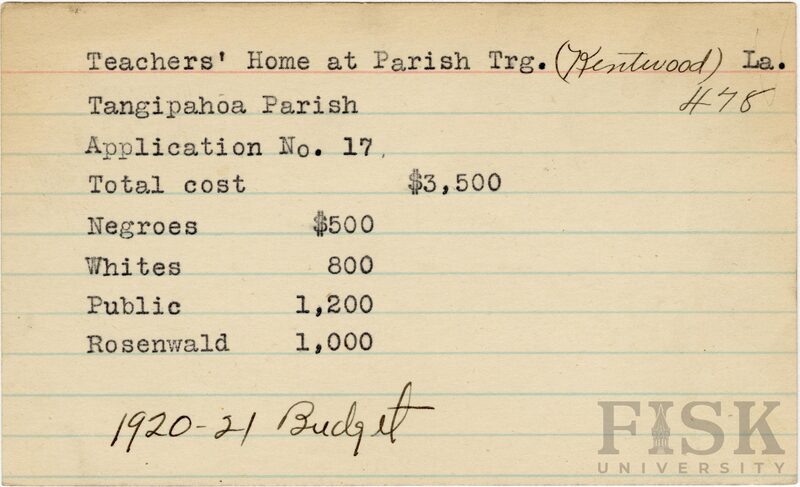 Teachers' Home at Parish Trg. (Kentwood) La.
478
Tangipahoa Parish
Application No. 17,
Total cost $3,500
Negroes $500
Whites 800
Public 1,200
Rosenwald 1,000
1920-21 Budget
FISK
UNIVERSITY